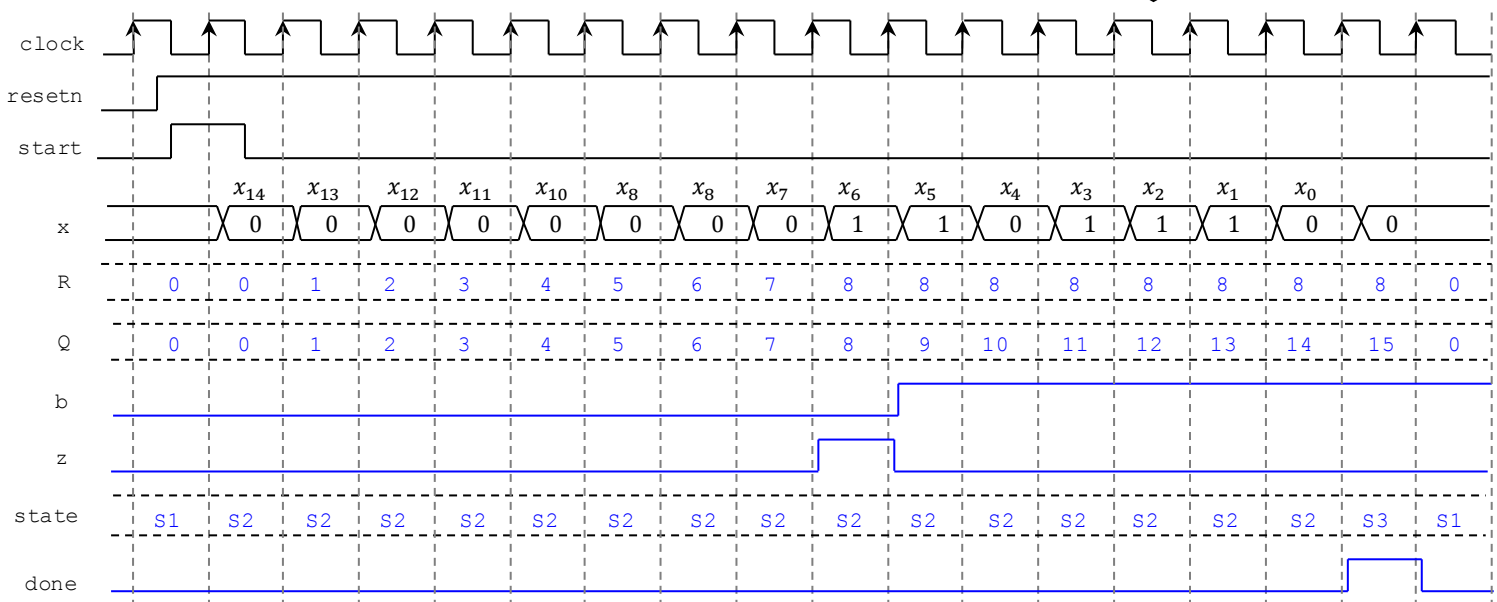 clock
resetn
start
x₁₄ x₁₃ x₁₂ x₁₁ x₁₀ x₈ x₈ x₇ x₆ x₅ x₄ x₃ x₂ x₁ x₀
x 0 0 0 0 0 0 0 0 1 1 0 1 1 1 0 0
R 0 0 1 2 3 4 5 6 7 8 8 8 8 8 8 8 8 0
Q 0 0 1 2 3 4 5 6 7 8 9 10 11 12 13 14 15 0
b
z
state S1 S2 S2 S2 S2 S2 S2 S2 S2 S2 S2 S2 S2 S2 S2 S2 S3 S1
done